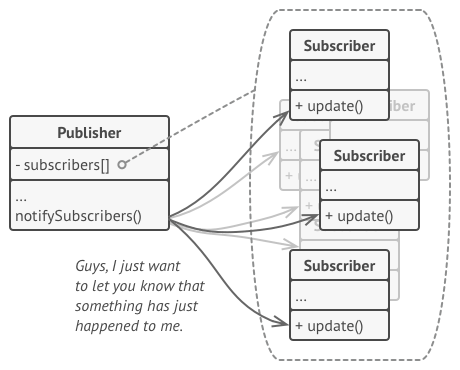 Publisher
- subscribers[]
...
notifySubscribers()
Guys, I just want
to let you know that
something has just
happened to me.
Subscriber
...
+ update()
Subscriber
...
+ update()
Subscriber
...
+ update()